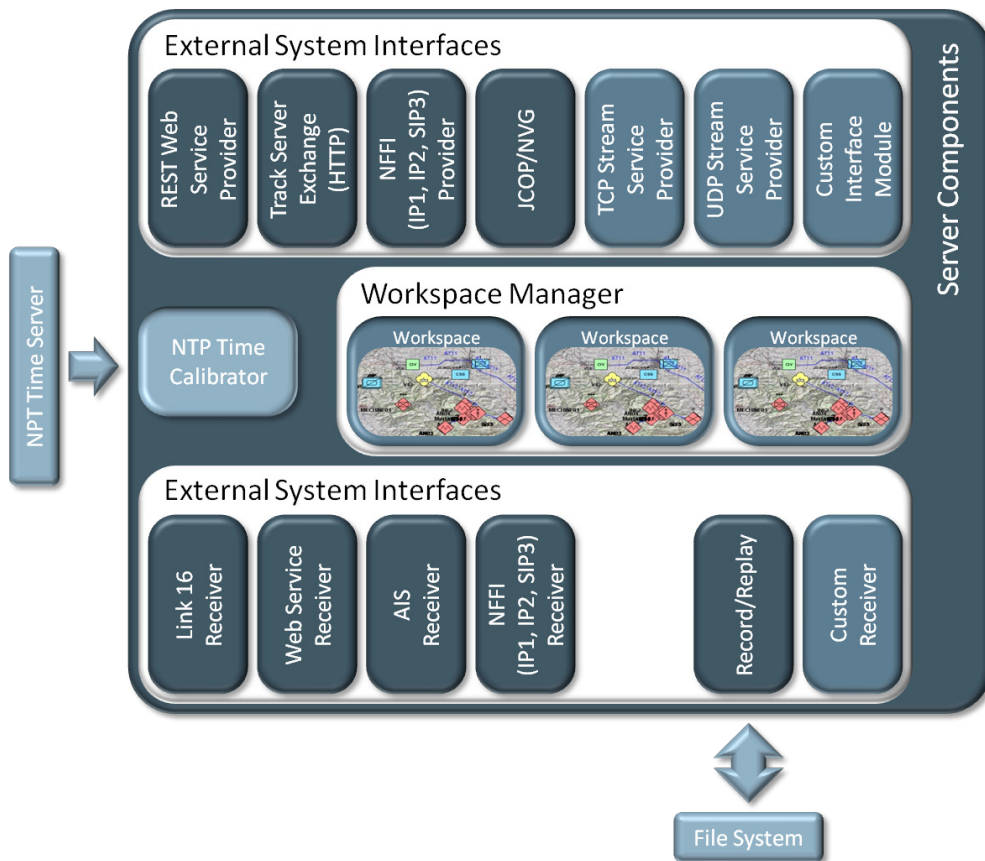 External System Interfaces
REST Web
Service
Provider
Track Server
Exchange
(HTTP)
NFFI
(IP1, IP2, SIP3)
Provider
JCOP/NVG
TCP Stream
Service
Provider
UDP Stream
Service
Provider
Custom
Interface
Module
Server Components
NPT Time Server
NTP Time
Calibrator
Workspace Manager
Workspace
Workspace
Workspace
External System Interfaces
Link 16
Receiver
Web Service
Receiver
AIS
Receiver
NFFI
(IP1, IP2, SIP3)
Receiver
Record/Replay
Custom
Receiver
File System